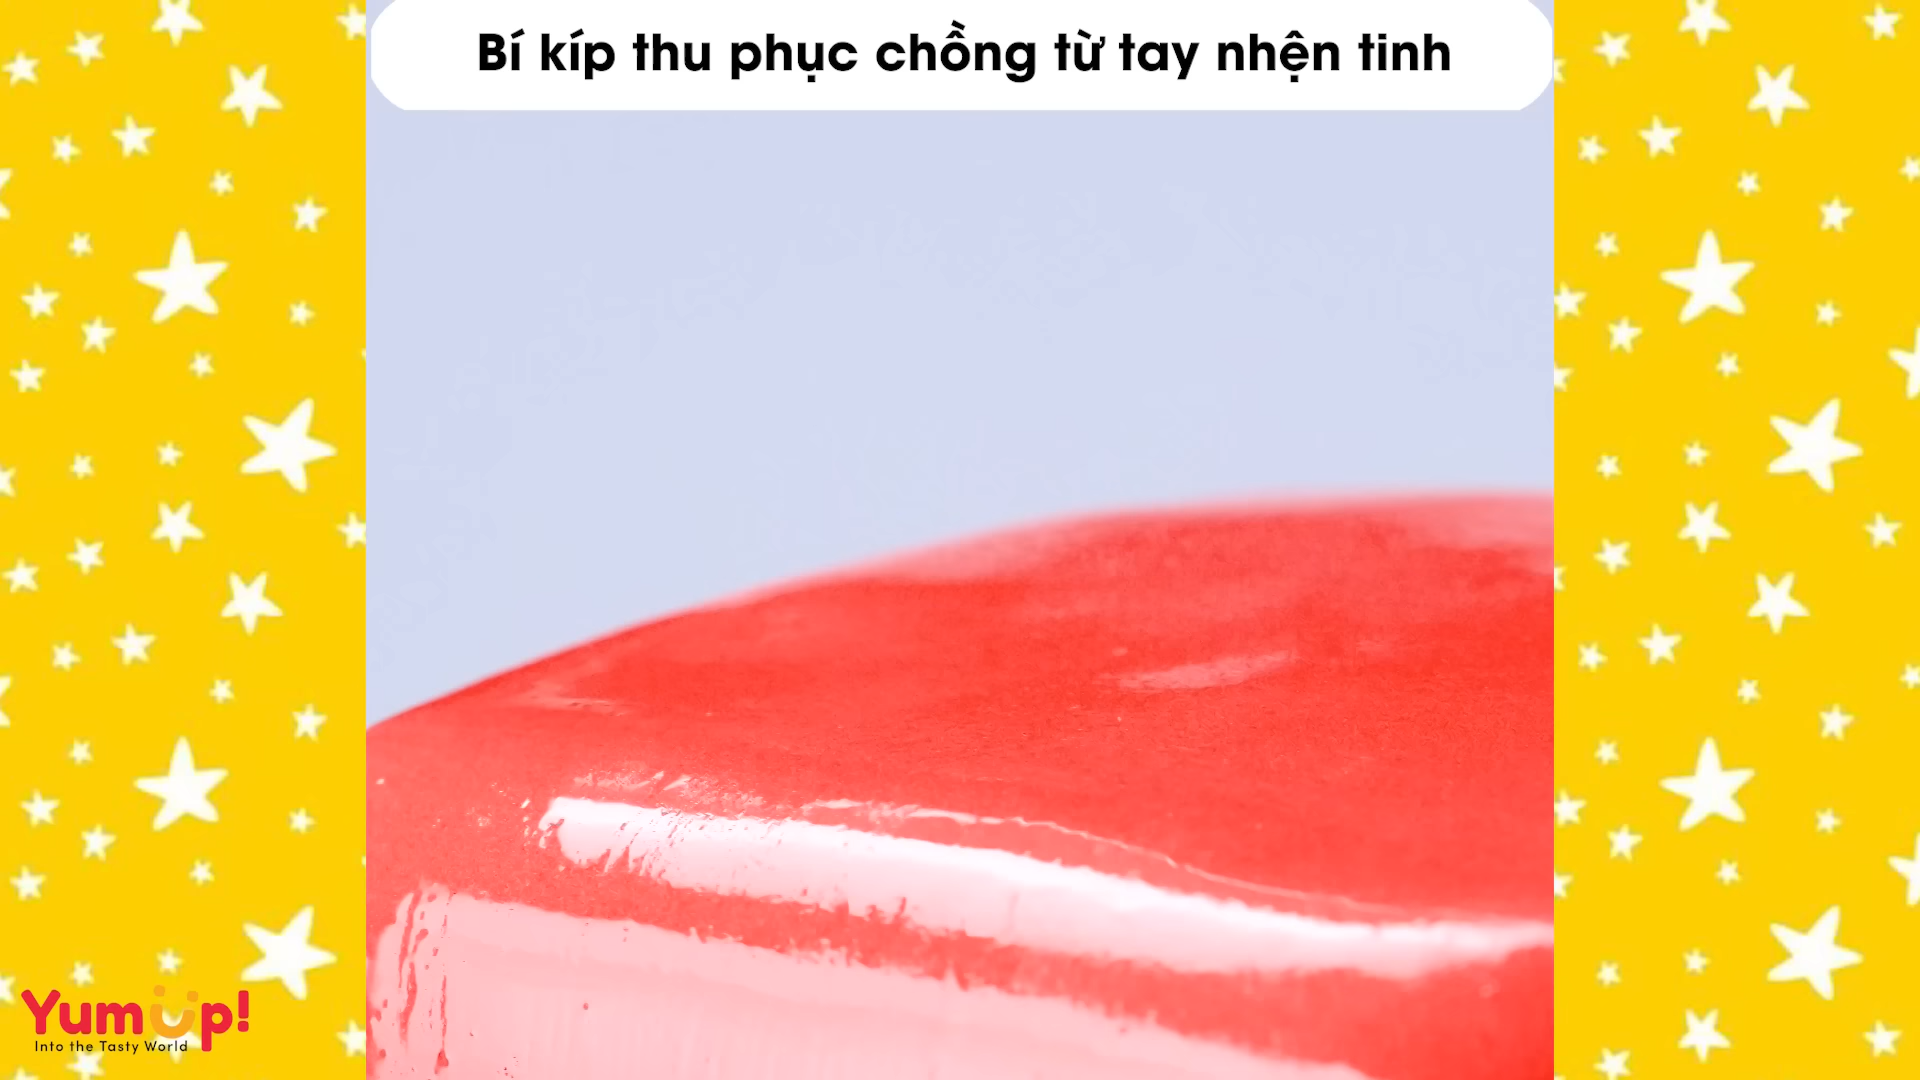 Bí kíp thu phục chồng từ tay nhện tinh
YumUp!
Into the Tasty World